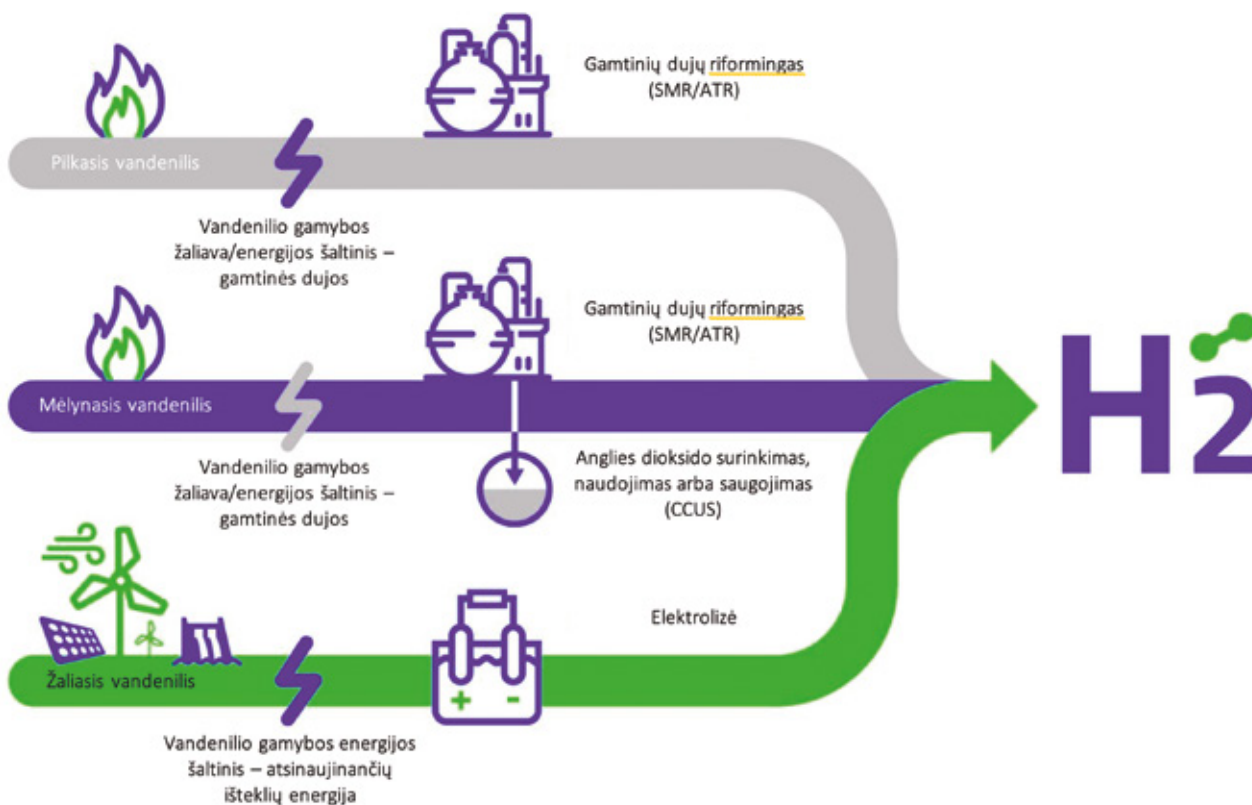 Gamtinių dujų riformingas
(SMR/ATR)
Pilkasis vandenilis
Vandenilio gamybos
žaliava/energijos šaltinis –
gamtinės dujos
Gamtinių dujų riformingas
(SMR/ATR)
Mėlynasis vandenilis
Vandenilio gamybos
žaliava/energijos šaltinis –
gamtinės dujos
Anglies dioksido surinkimas,
naudojimas arba saugojimas
(CCUS)
H2
Elektrolizė
Žaliasis vandenilis
+ -
Vandenilio gamybos energijos
šaltinis – atsinaujinančių
išteklių energija